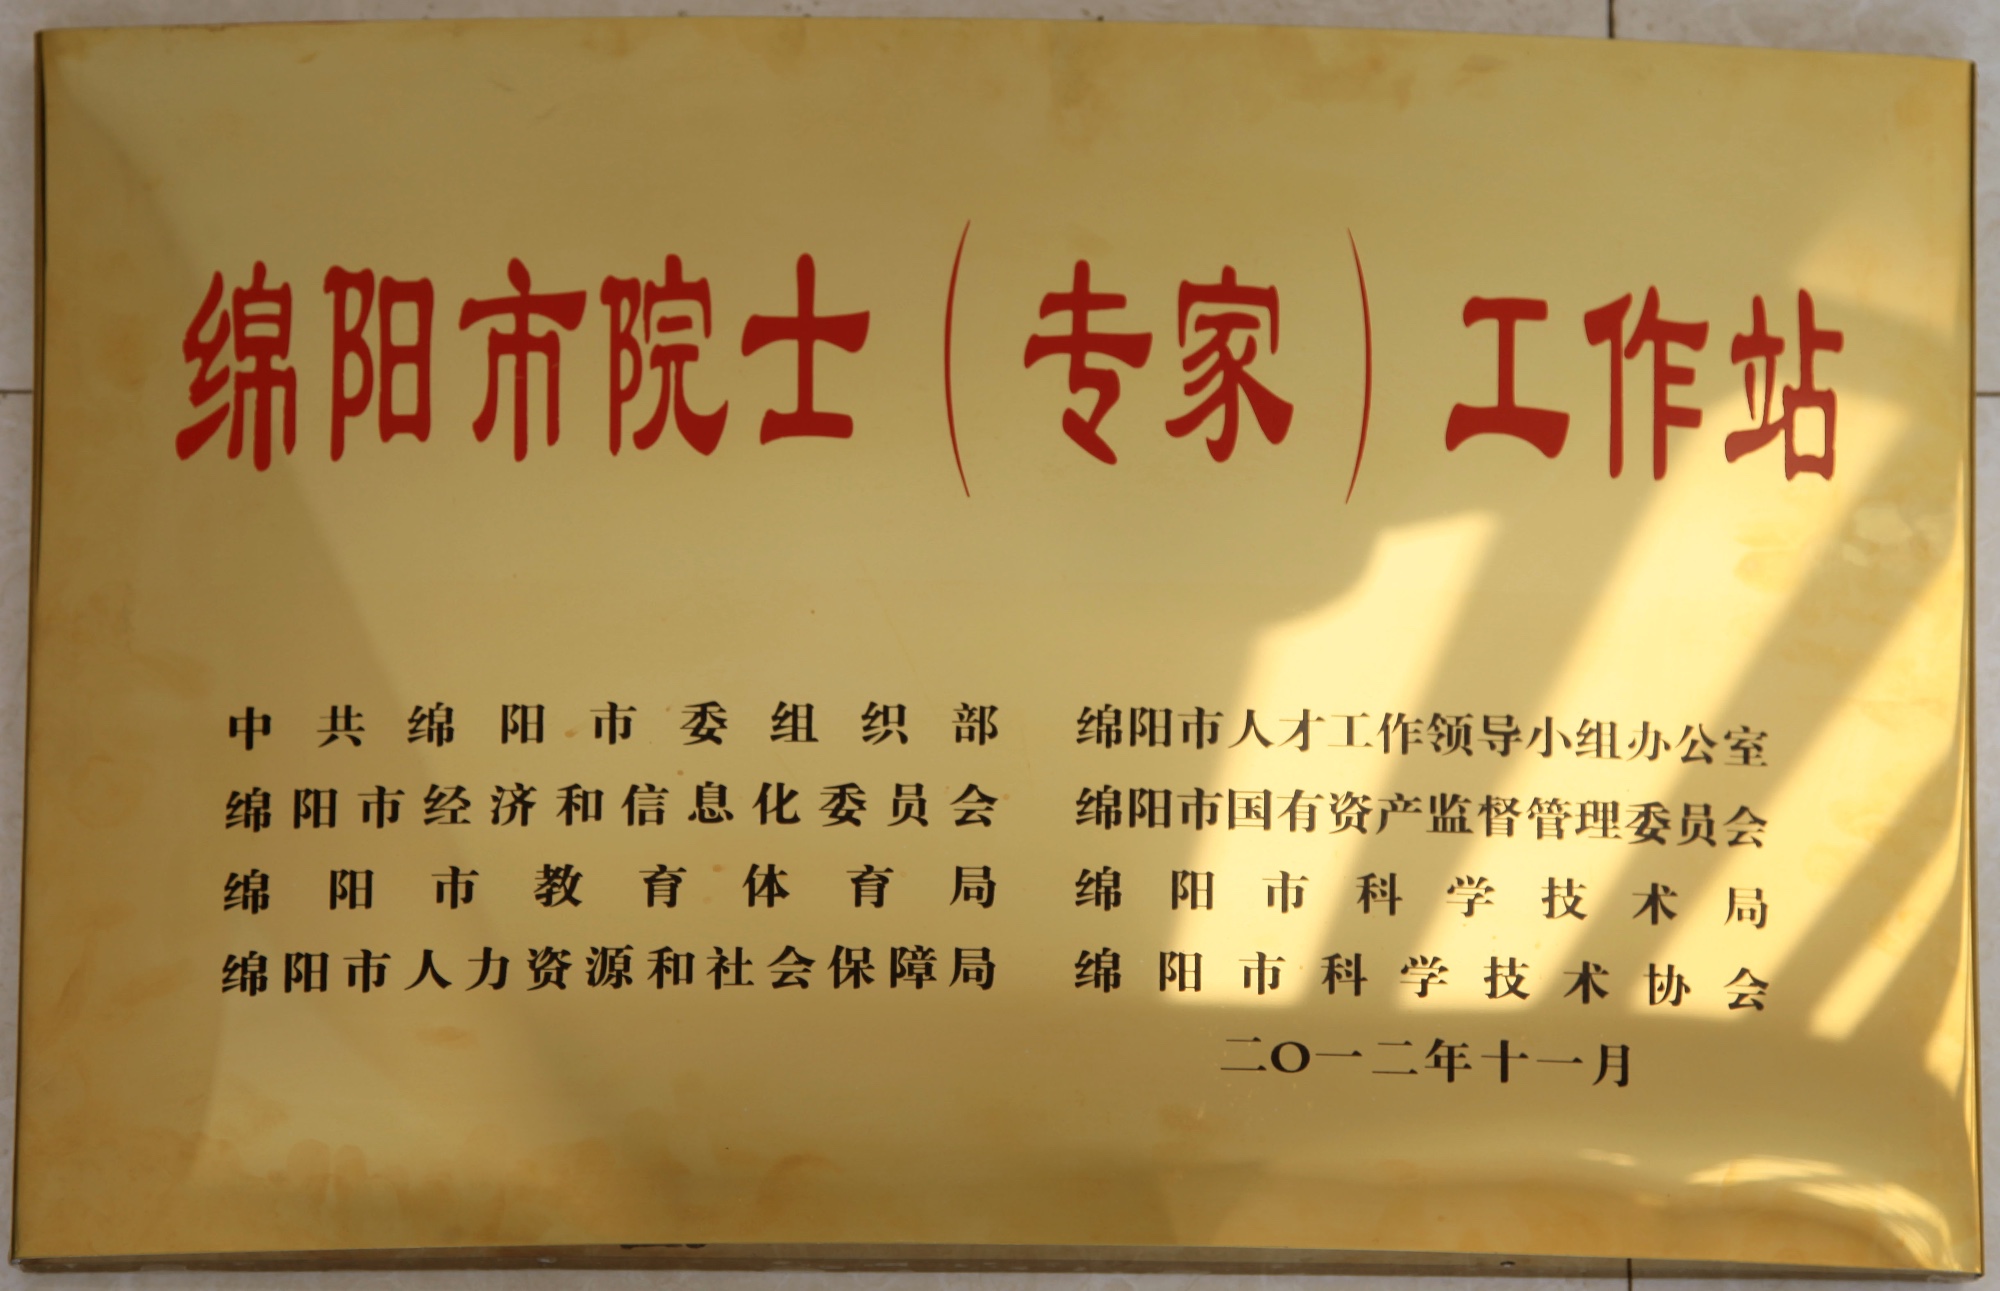 绵阳市院士（专家）工作站
中共绵阳市委组织部 绵阳市人才工作领导小组办公室
绵阳市经济和信息化委员会 绵阳市国有资产监督管理委员会
绵阳市教育体育局 绵阳市科学技术局
绵阳市人力资源和社会保障局 绵阳市科学技术协会
二〇一二年十一月